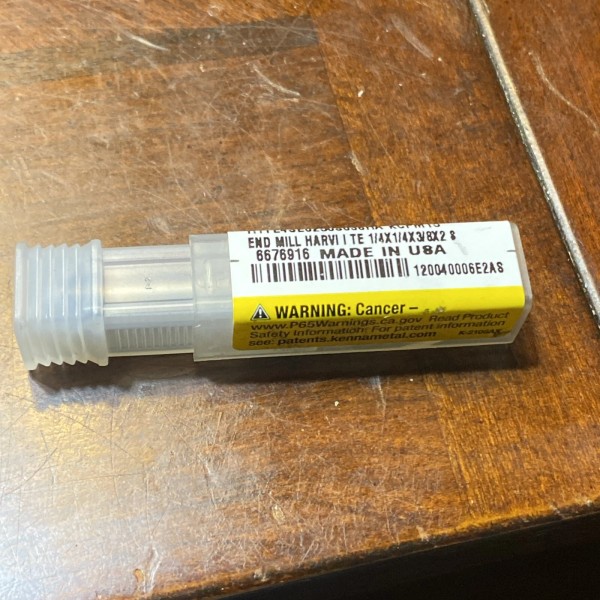 END MILL HARVI I TE 1/4X1/4X3/8X2 S
6676916 MADE IN USA
120040006E2AS
⚠ WARNING: Cancer –
www.P65Warnings.ca.gov Read Product
Safety Information: For patent information
see: patents.kennametal.com